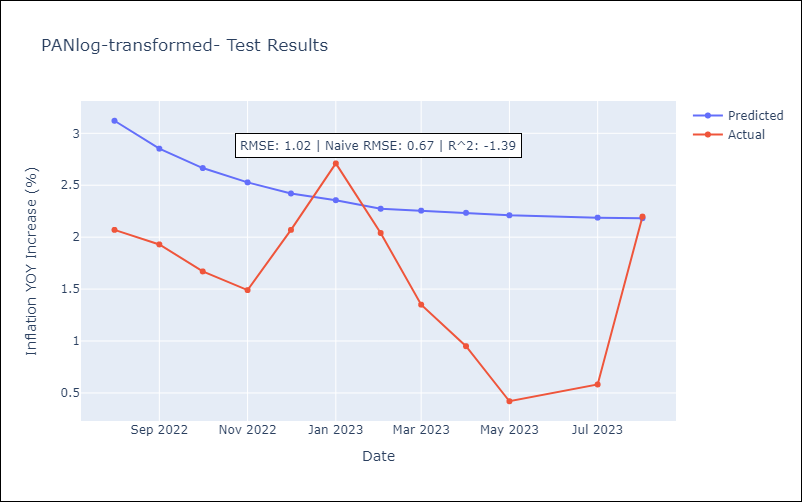 PANlog-transformed- Test Results
Predicted
Actual
RMSE: 1.02 | Naive RMSE: 0.67 | R^2: -1.39
Inflation YOY Increase (%)
3
2.5
2
1.5
1
0.5
Sep 2022 Nov 2022 Jan 2023 Mar 2023 May 2023 Jul 2023
Date